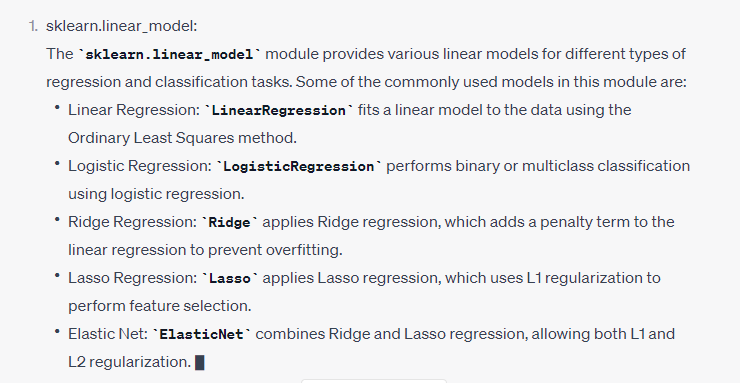 1. sklearn.linear_model:
The `sklearn.linear_model` module provides various linear models for different types of
regression and classification tasks. Some of the commonly used models in this module are:
• Linear Regression: `LinearRegression` fits a linear model to the data using the
Ordinary Least Squares method.
• Logistic Regression: `LogisticRegression` performs binary or multiclass classification
using logistic regression.
• Ridge Regression: `Ridge` applies Ridge regression, which adds a penalty term to the
linear regression to prevent overfitting.
• Lasso Regression: `Lasso` applies Lasso regression, which uses L1 regularization to
perform feature selection.
• Elastic Net: `ElasticNet` combines Ridge and Lasso regression, allowing both L1 and
L2 regularization.